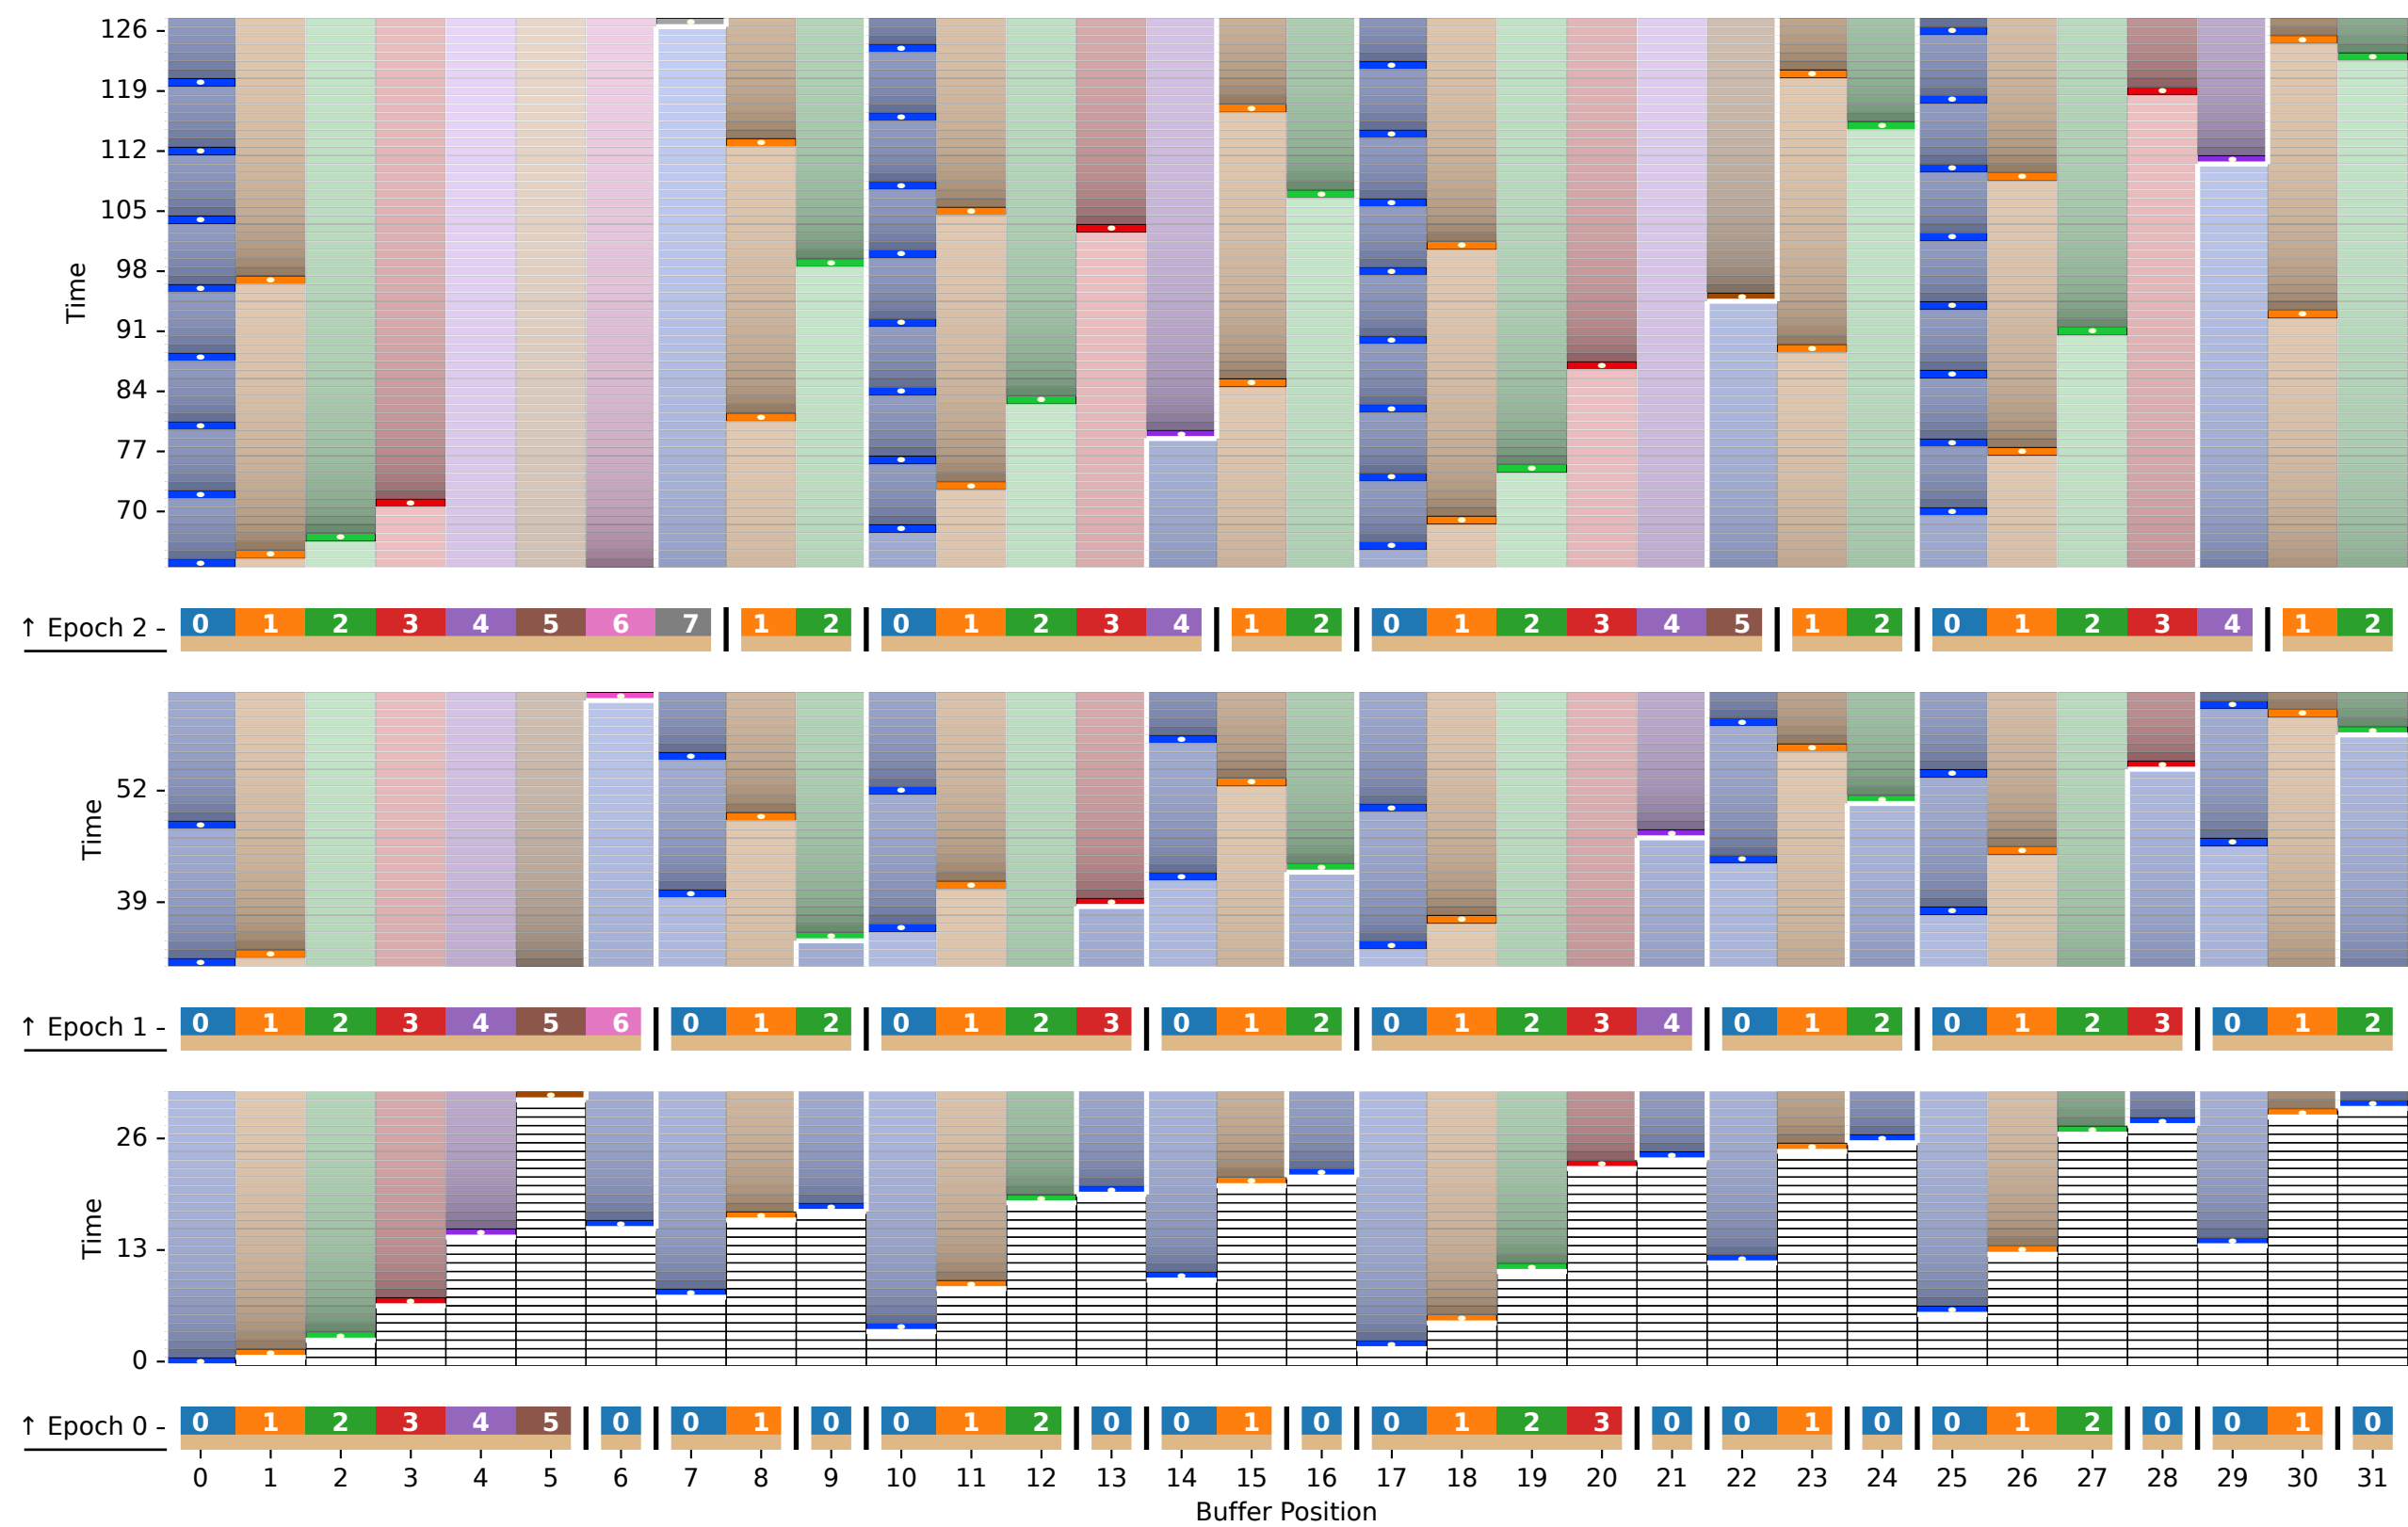 126
119
112
105
98
91
84
77
70
Time
↑ Epoch 2
0 1 2 3 4 5 6 7 1 2 0 1 2 3 4 1 2 0 1 2 3 4 5 1 2 0 1 2 3 4 1 2
52
39
Time
↑ Epoch 1
0 1 2 3 4 5 6 0 1 2 0 1 2 3 0 1 2 0 1 2 3 4 0 1 2 0 1 2 3 0 1 2
26
13
0
Time
↑ Epoch 0
0 1 2 3 4 5 0 0 1 0 0 1 2 0 0 1 0 0 1 2 3 0 0 1 0 0 1 2 0 0 1 0
0 1 2 3 4 5 6 7 8 9 10 11 12 13 14 15 16 17 18 19 20 21 22 23 24 25 26 27 28 29 30 31
Buffer Position